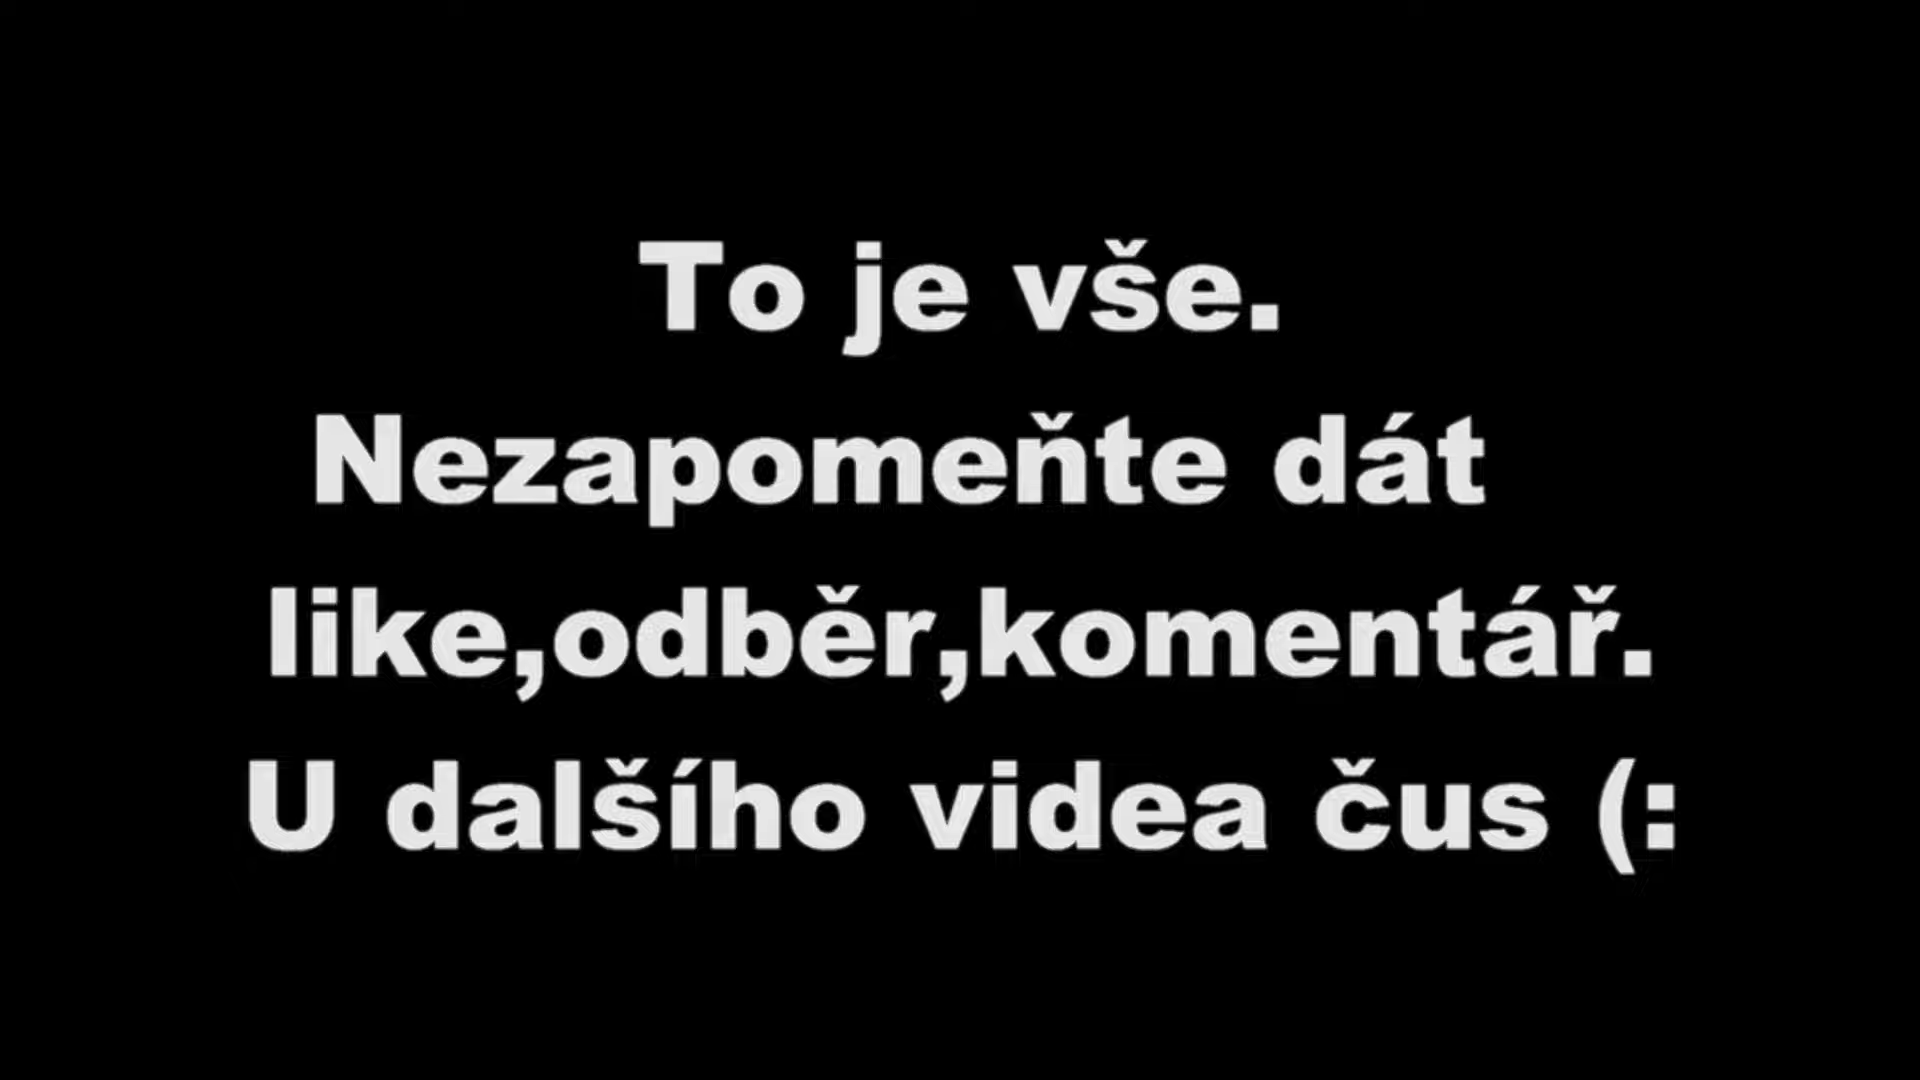 To je vše.
Nezapomeňte dát
like,odběr,komentář.
U dalšího videa čus (: